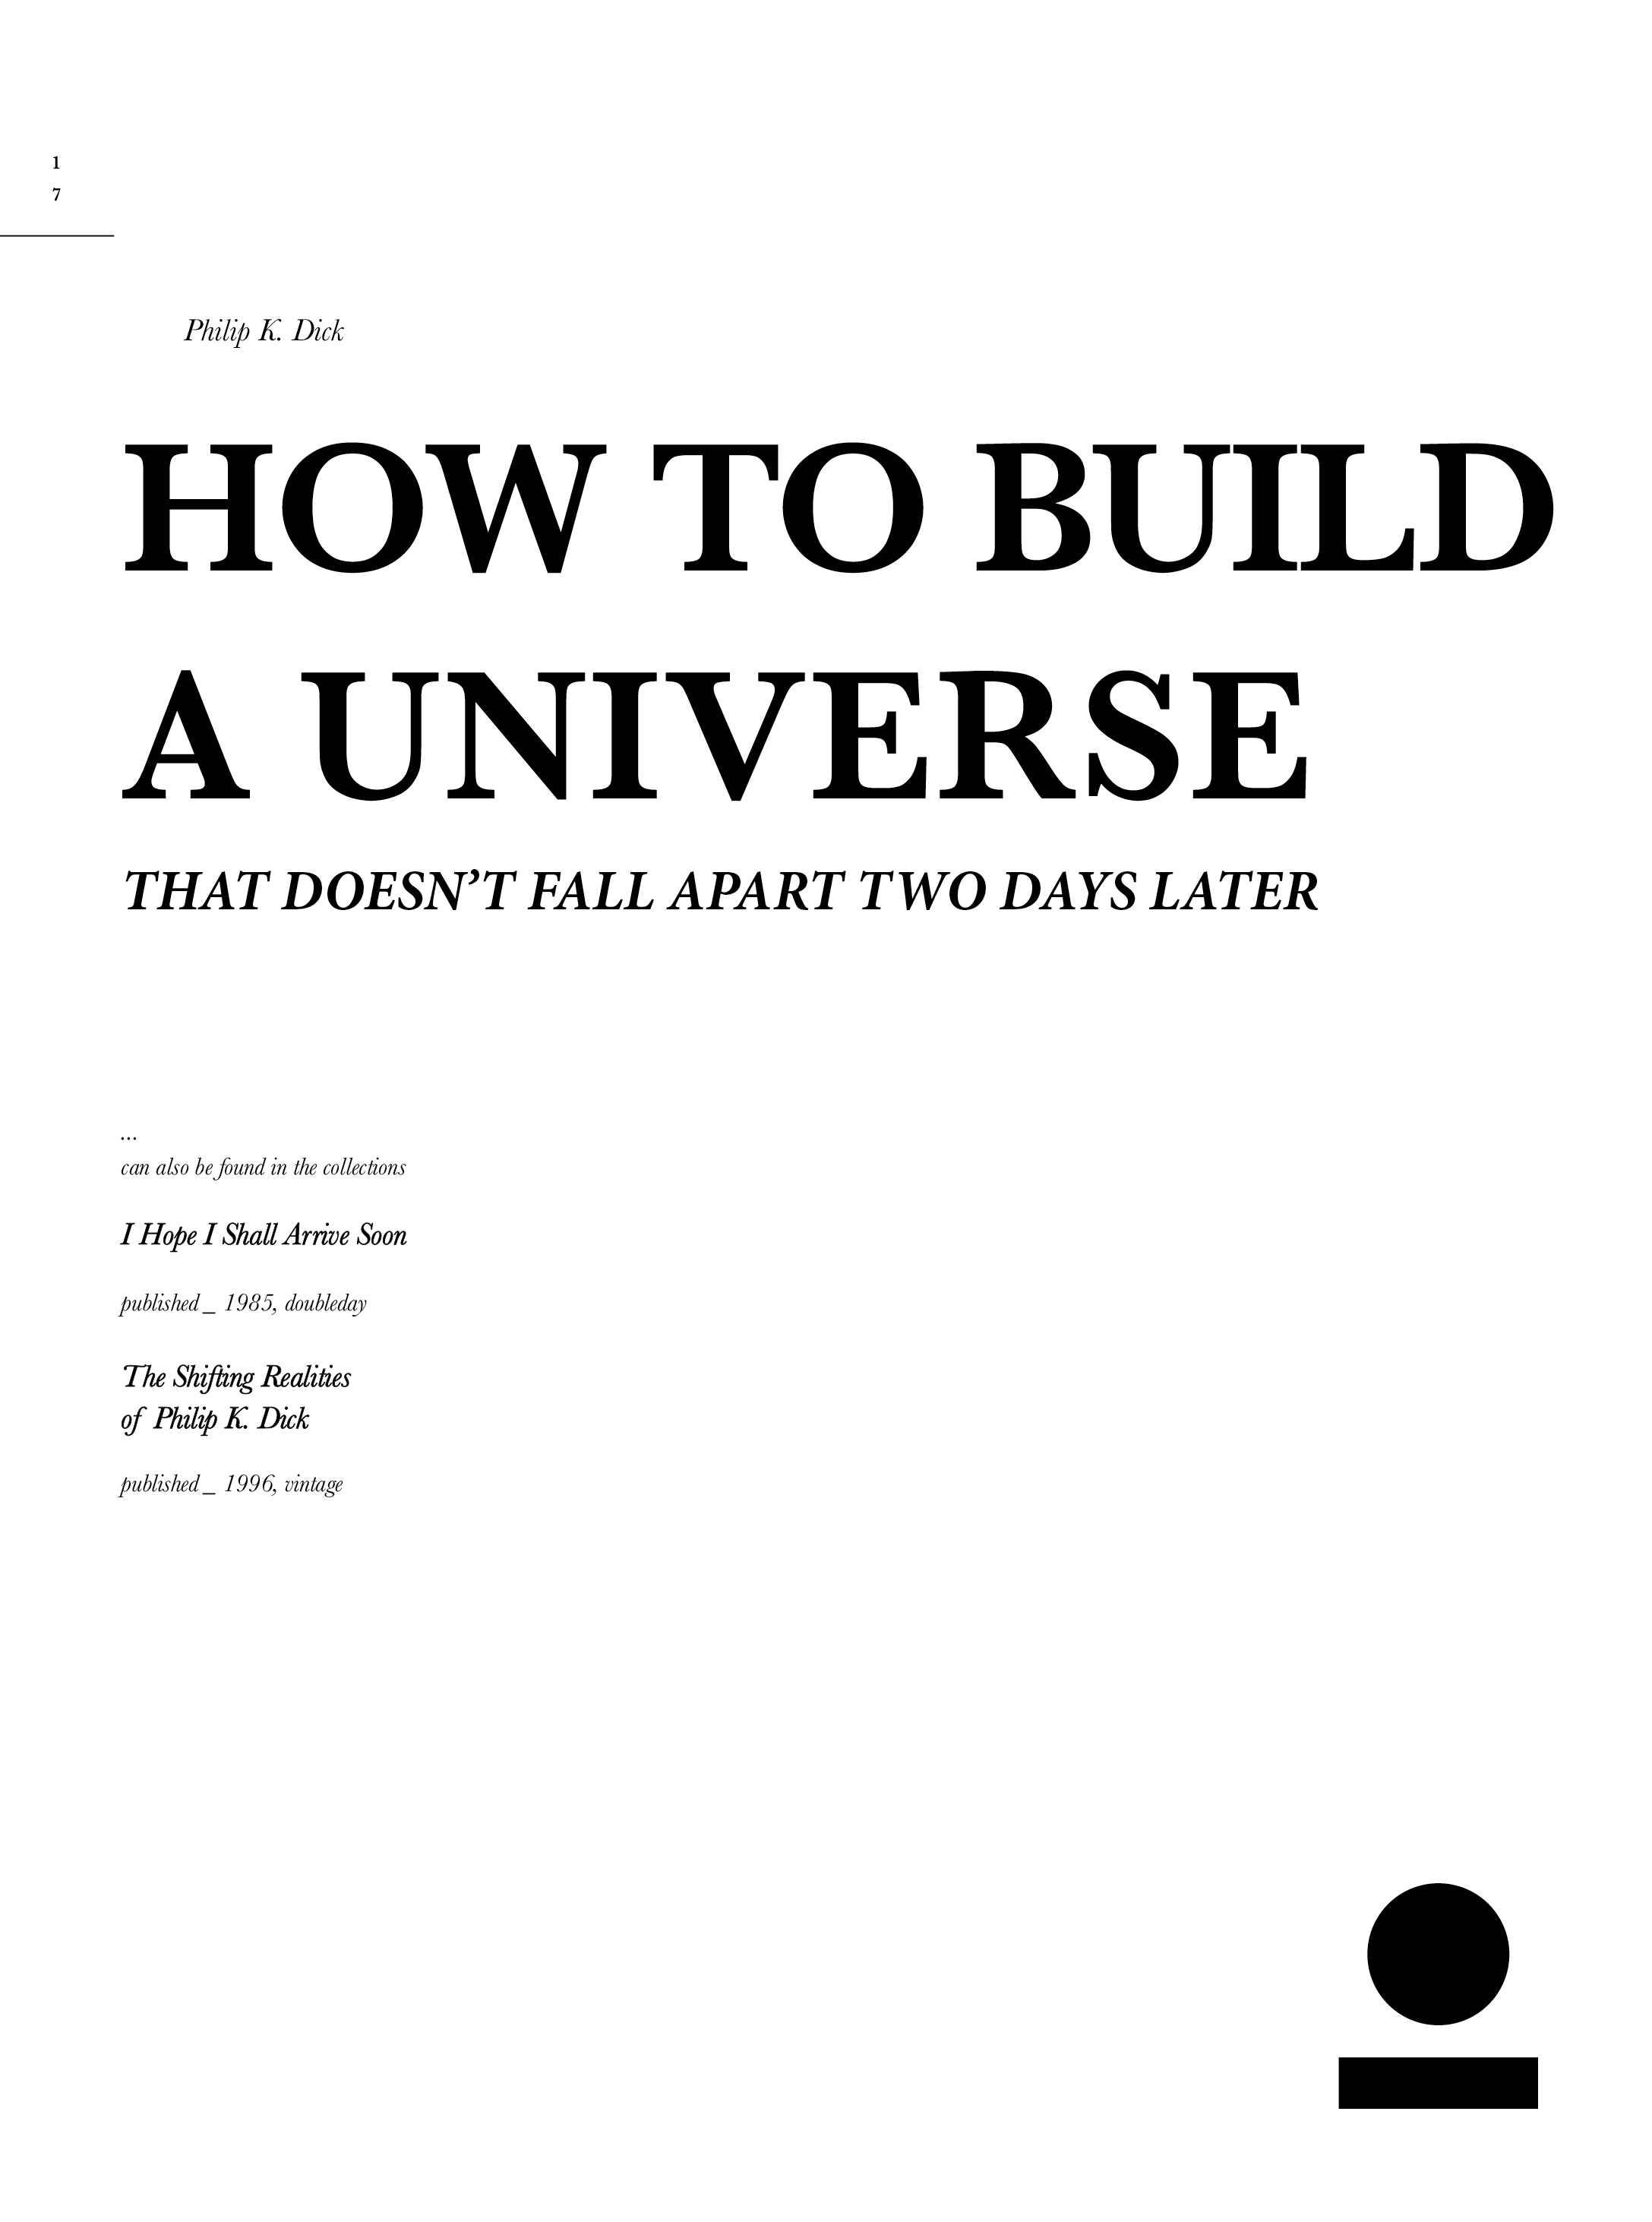 1
7
Philip K. Dick
HOW TO BUILD
A UNIVERSE
THAT DOESN’T FALL APART TWO DAYS LATER
...
can also be found in the collections
I Hope I Shall Arrive Soon
published _ 1985, doubleday
The Shifting Realities
of Philip K. Dick
published _ 1996, vintage